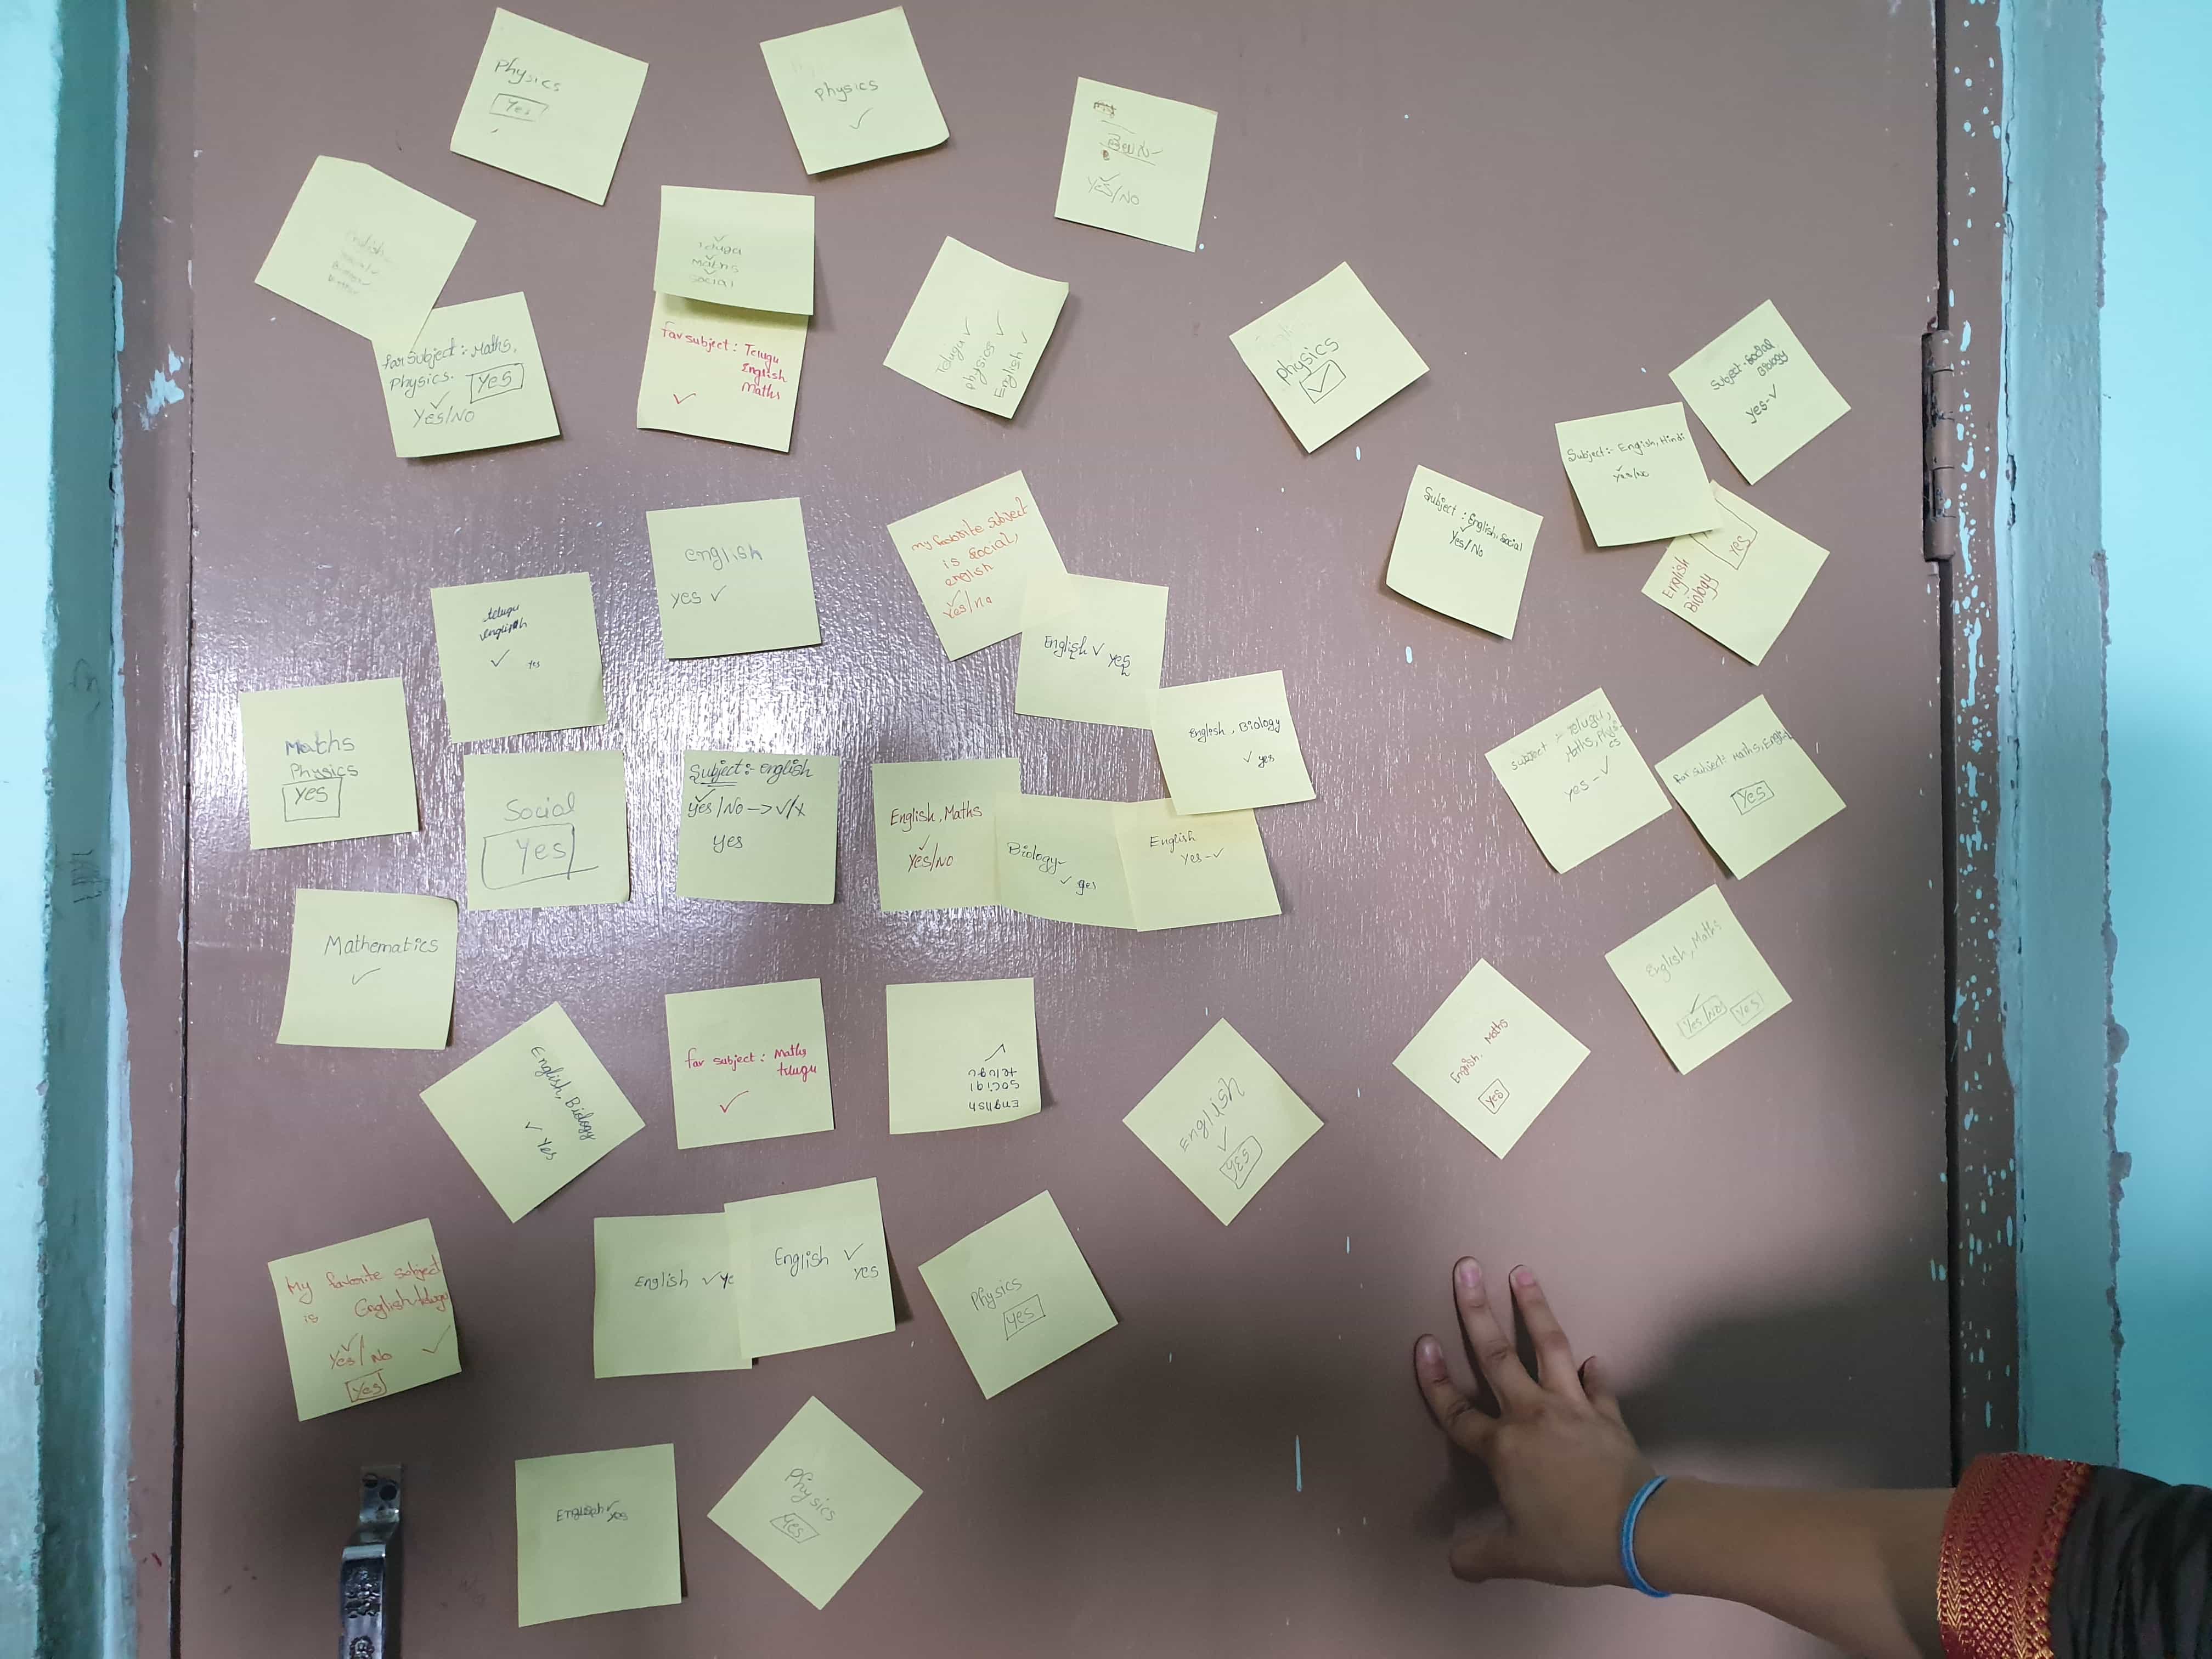 Physics
Yes
physics
✓
Yes/No
English
Telugu
Maths
Social
Telugu ✓
physics ✓
English ✓
physics
✓
Subject - Social
Biology
yes - ✓
fav Subject :- Maths,
Physics. Yes
Yes/No
fav subject : Telugu
English
Maths
✓
Subject :- English, Hindi
Yes/No
Subject : English, Social
Yes/No
English
Biology
yes
english
yes ✓
my favorite subject
is social,
english
Yes/no
telugu
english
✓ yes
English ✓ yes
English, Biology
✓ yes
Maths
Physics
Yes
Social
Yes
Subject :- english
Yes/No -> ✓/x
yes
English, Maths
Yes/No
Biology-
✓ yes
English
Yes - ✓
subject :- Telugu,
Maths, Physi
cs
yes - ✓
fav subject: maths, English
Yes
Mathematics
✓
English, Maths
Yes/No Yes
English, Biology
✓ Yes
fav subject : Maths
telugu
✓
English
Social
telugu
✓
English
✓
YES
English, Maths
Yes
My favorite subject
is English, telugu
Yes/No ✓
Yes
English ✓ ye
English ✓
yes
Physics
Yes
English ✓
yes
Physics
Yes